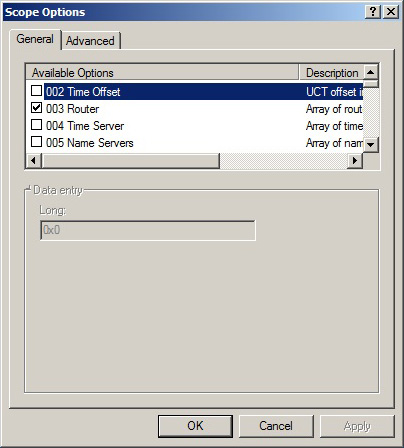 Scope Options
General Advanced
Available Options Description
002 Time Offset UCT offset in
003 Router Array of rout
004 Time Server Array of time
005 Name Servers Array of nam
Data entry
Long:
0x0
OK Cancel Apply